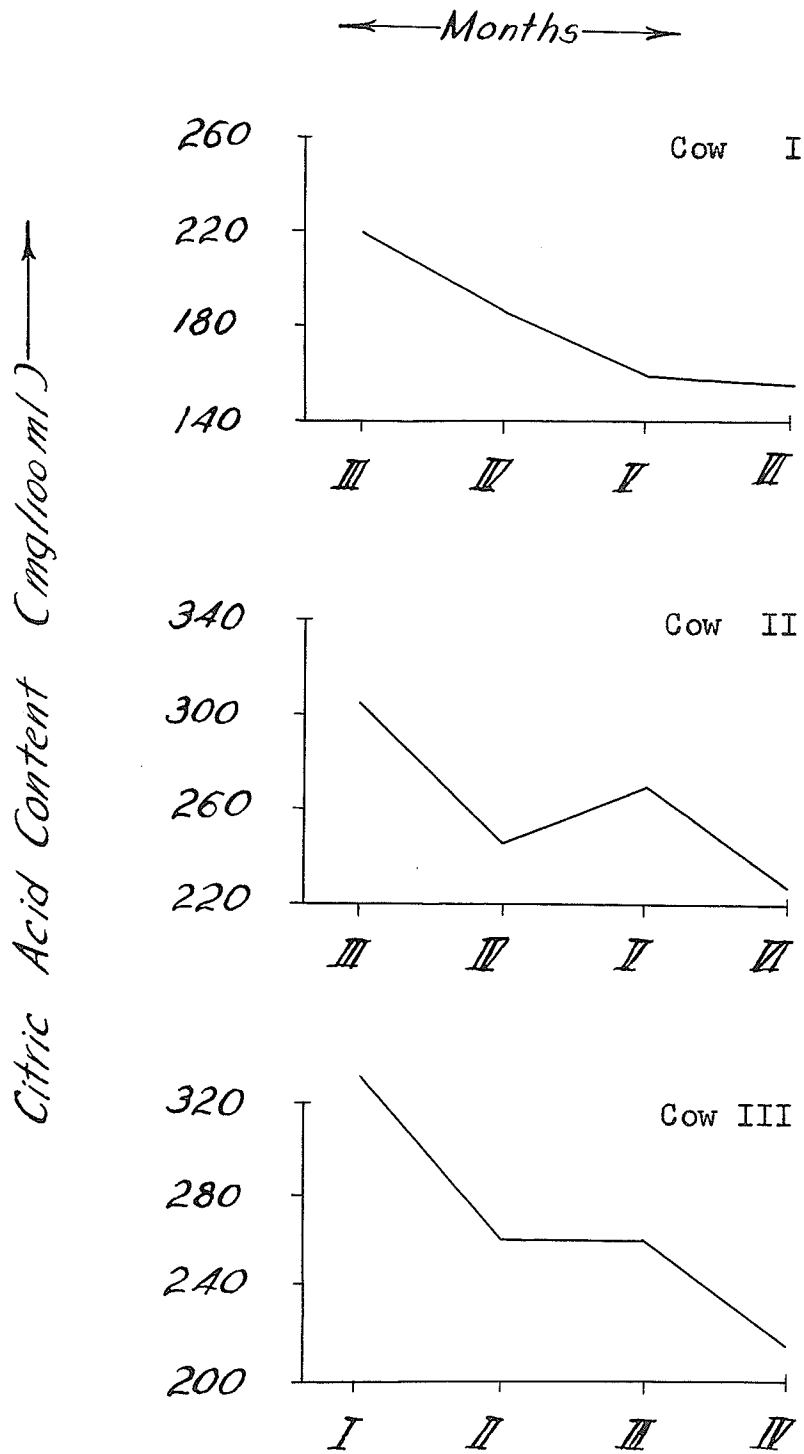 Months
Citric Acid Content (mg/100 ml)
Cow I
260
220
180
140
III IV V VI
Cow II
340
300
260
220
III IV V VI
Cow III
320
280
240
200
I II III IV